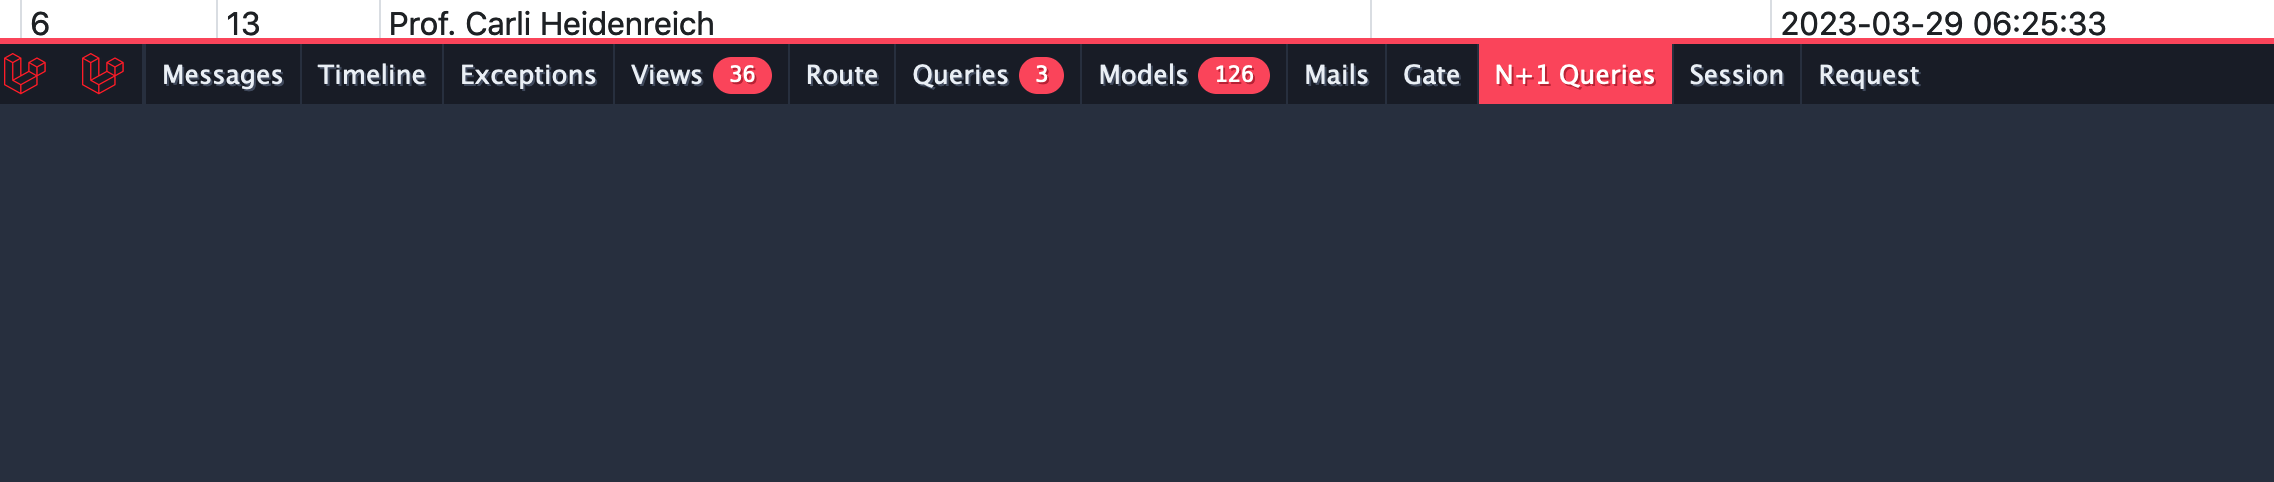 6 13 Prof. Carli Heidenreich 2023-03-29 06:25:33
Messages Timeline Exceptions Views 36 Route Queries 3 Models 126 Mails Gate N+1 Queries Session Request